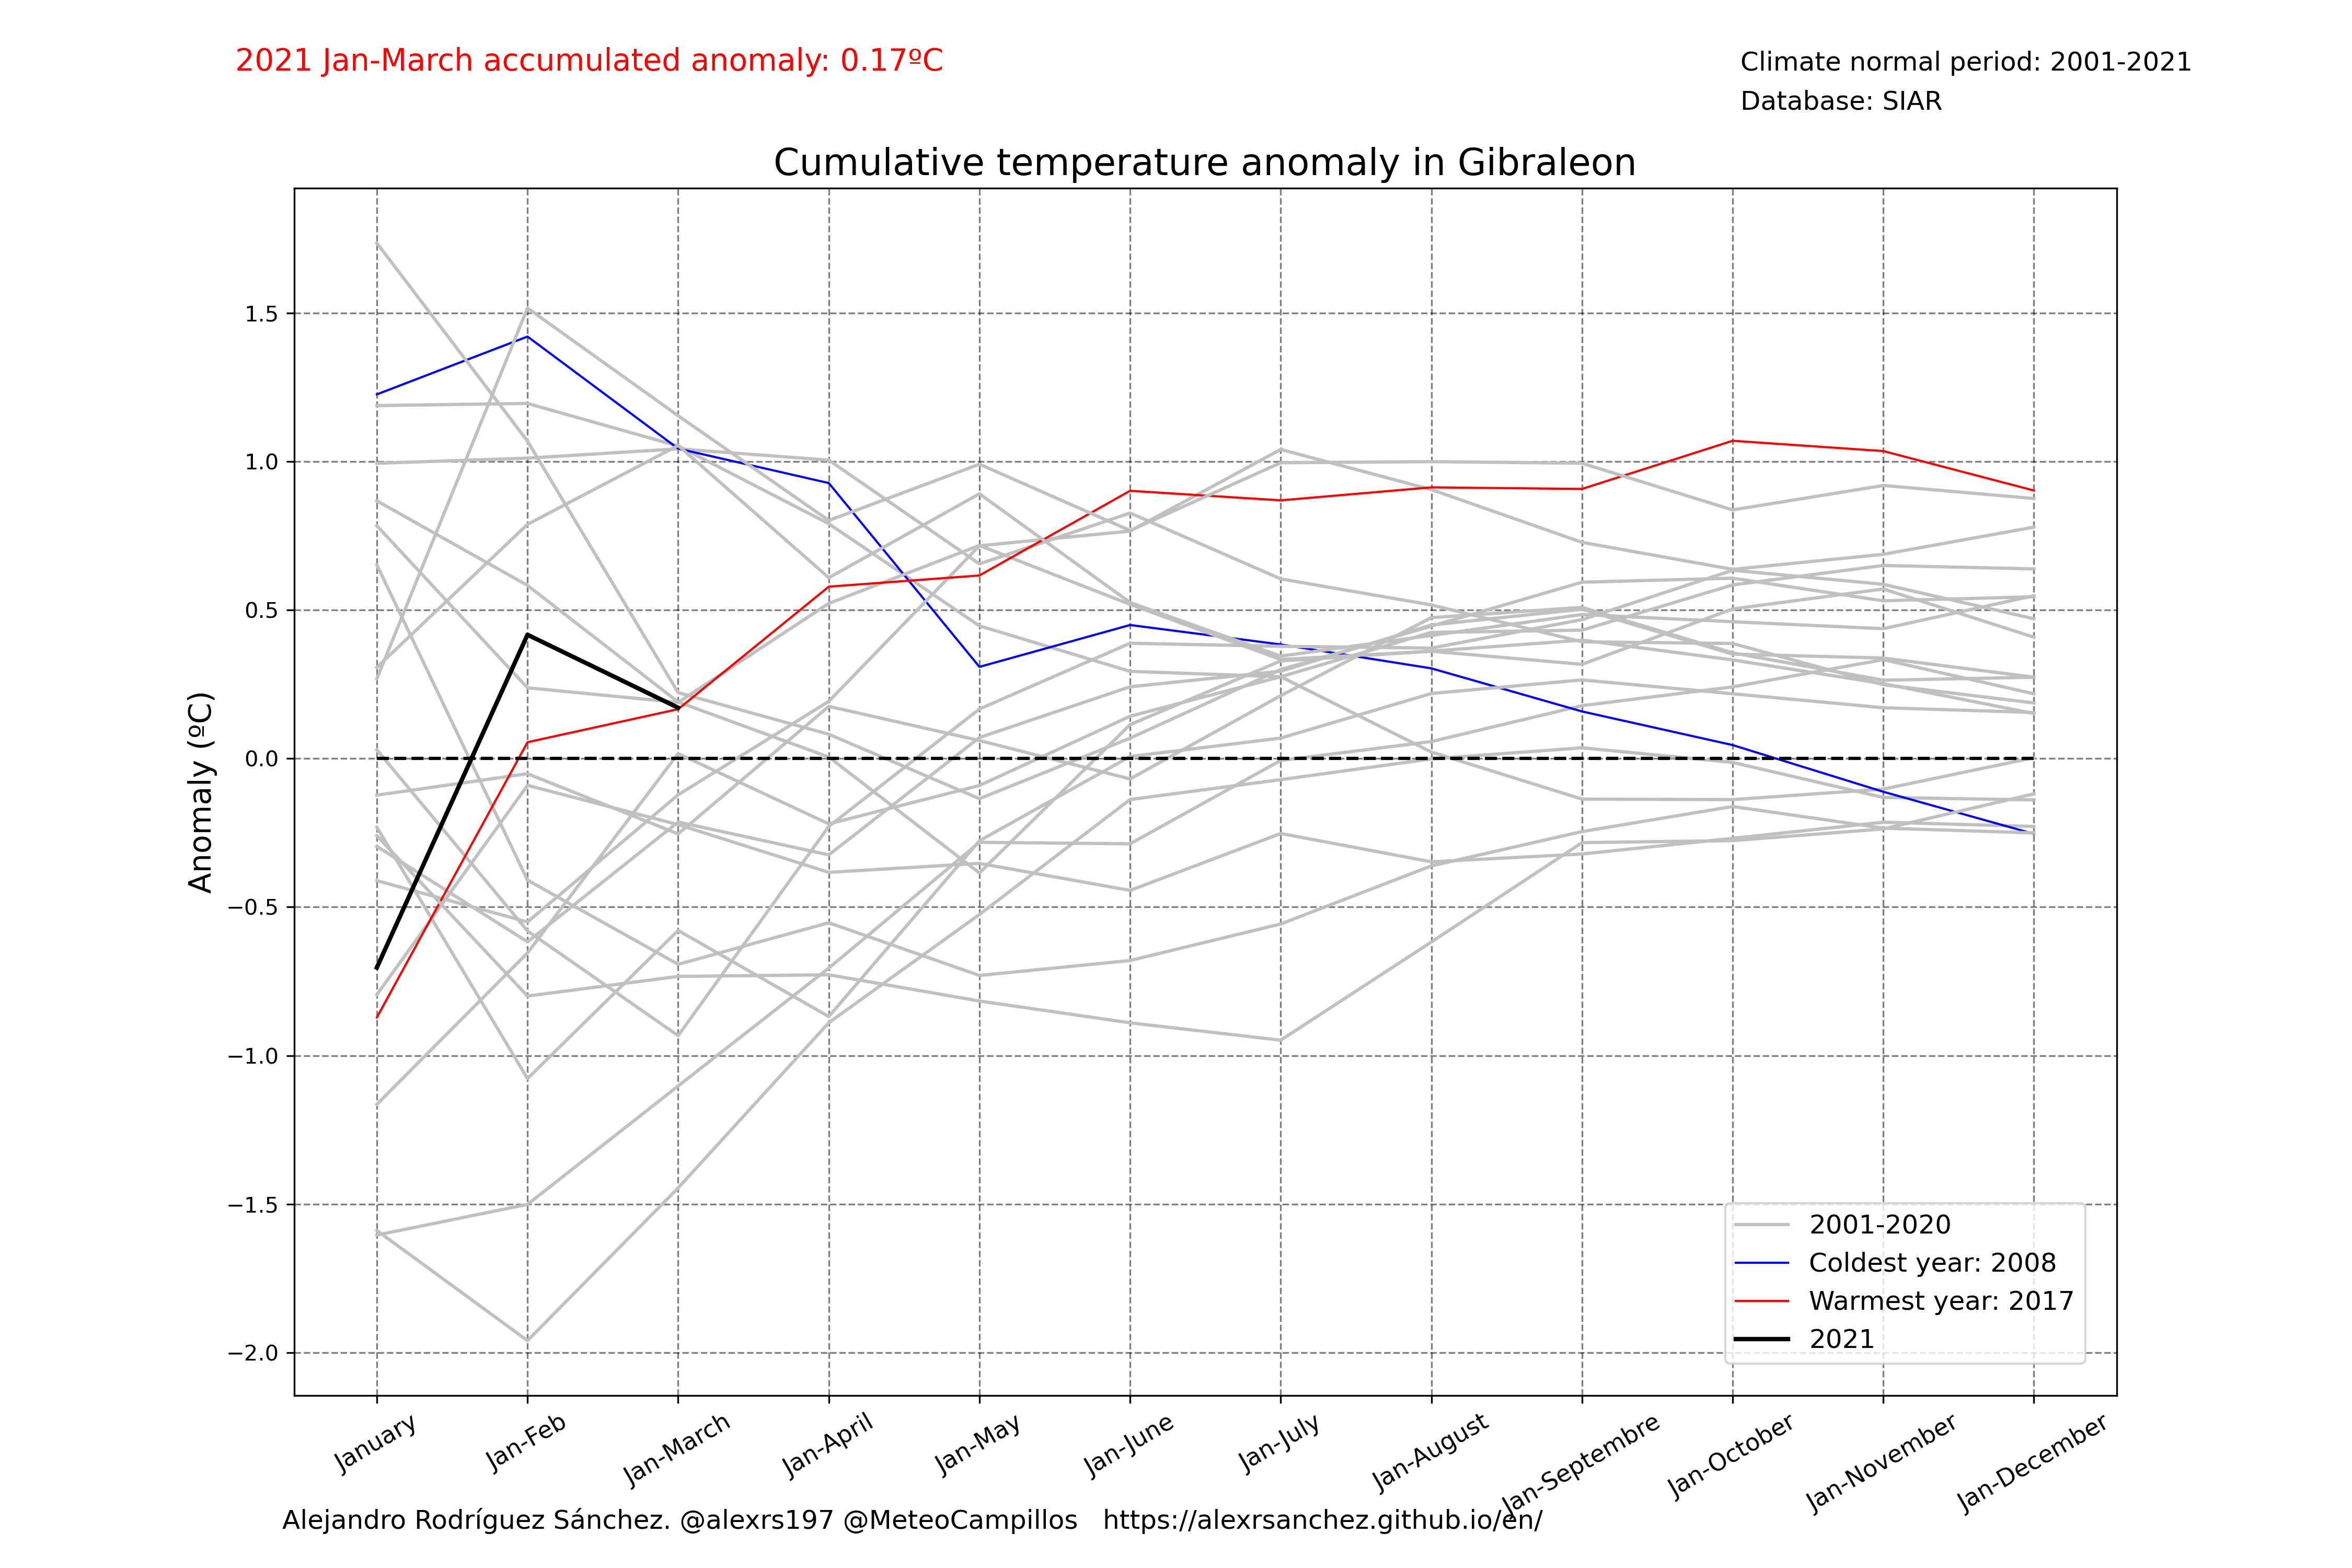 2021 Jan-March accumulated anomaly: 0.17ºC
Climate normal period: 2001-2021
Database: SIAR
Cumulative temperature anomaly in Gibraleon
Anomaly (ºC)
1.5
1.0
0.5
0.0
−0.5
−1.0
−1.5
−2.0
2001-2020
Coldest year: 2008
Warmest year: 2017
2021
January
Jan-Feb
Jan-March
Jan-April
Jan-May
Jan-June
Jan-July
Jan-August
Jan-Septembre
Jan-October
Jan-November
Jan-December
Alejandro Rodríguez Sánchez. @alexrs197 @MeteoCampillos   https://alexrsanchez.github.io/en/